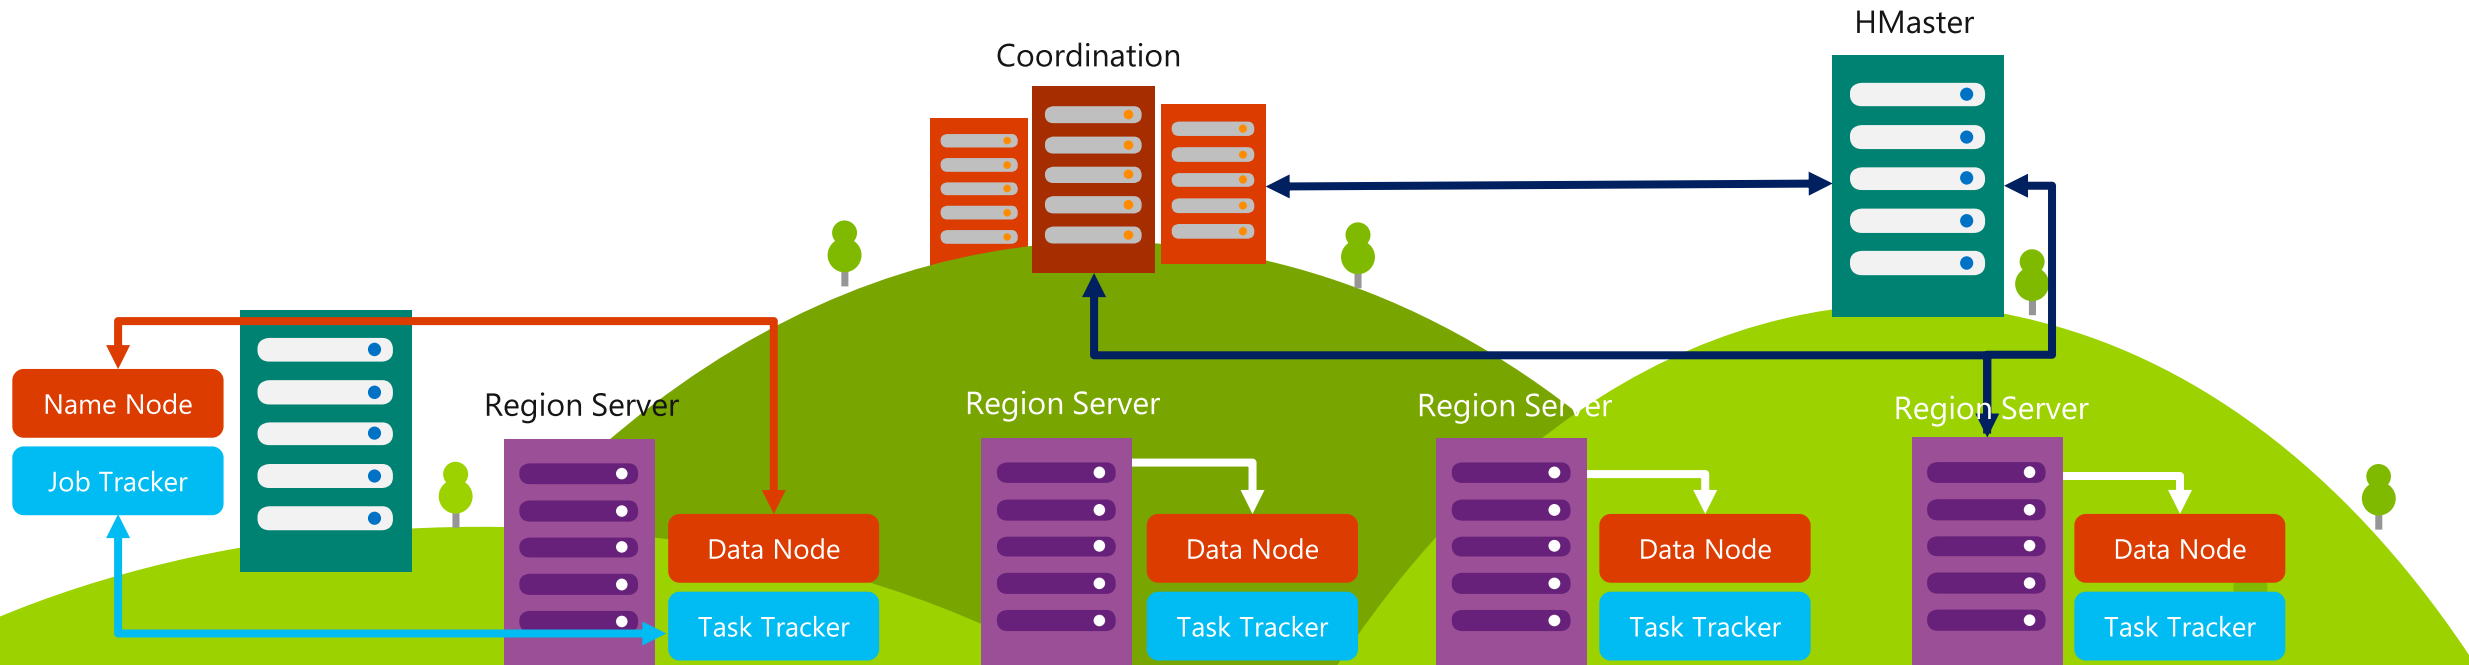 HMaster
Coordination
Name Node
Job Tracker
Region Server
Region Server
Region Server
Region Server
Data Node
Data Node
Data Node
Data Node
Task Tracker
Task Tracker
Task Tracker
Task Tracker